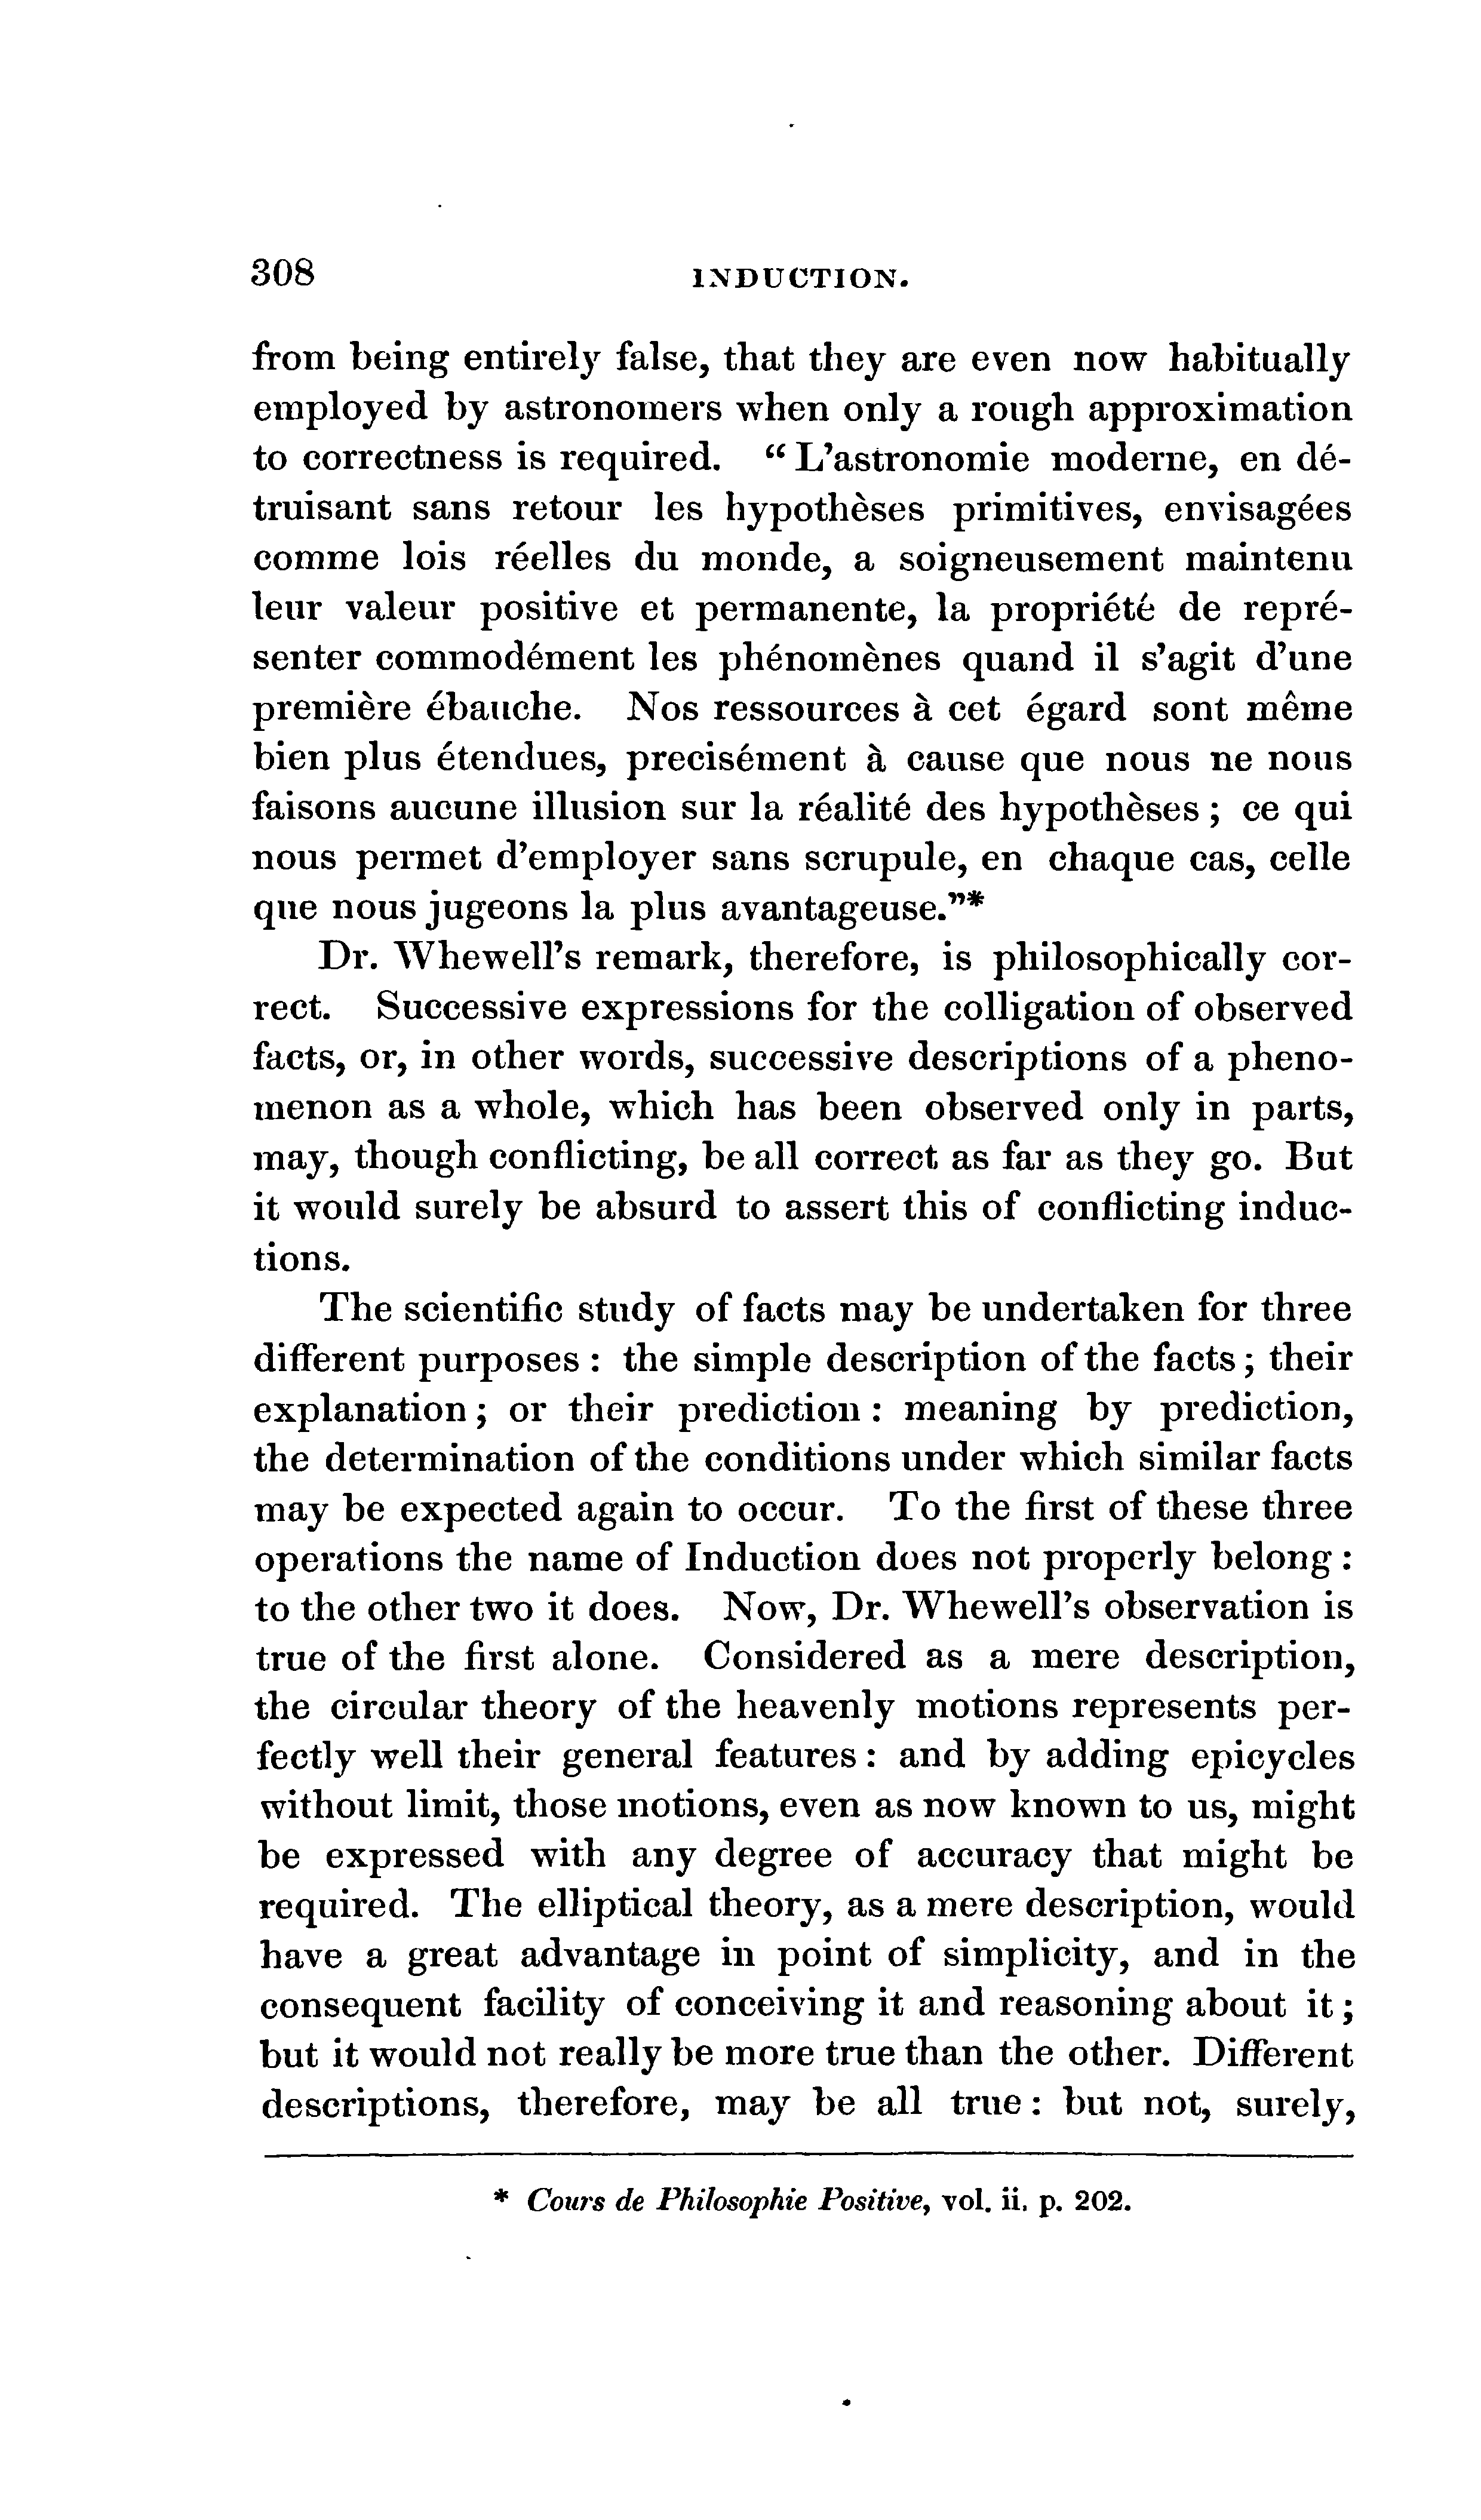 308 INDUCTION.
from being entirely false, that they are even now habitually
employed by astronomers when only a rough approximation
to correctness is required. “ L’astronomie moderne, en dé-
truisant sans retour les hypothèses primitives, envisagées
comme lois réelles du monde, a soigneusement maintenu
leur valeur positive et permanente, la propriété de repré-
senter commodément les phénomènes quand il s’agit d’une
première ébauche. Nos ressources à cet égard sont même
bien plus étendues, precisément à cause que nous ne nous
faisons aucune illusion sur la réalité des hypothèses ; ce qui
nous permet d’employer sans scrupule, en chaque cas, celle
que nous jugeons la plus avantageuse.”*
Dr. Whewell’s remark, therefore, is philosophically cor-
rect. Successive expressions for the colligation of observed
facts, or, in other words, successive descriptions of a pheno-
menon as a whole, which has been observed only in parts,
may, though conflicting, be all correct as far as they go. But
it would surely be absurd to assert this of conflicting induc-
tions.
The scientific study of facts may be undertaken for three
different purposes : the simple description of the facts ; their
explanation ; or their prediction : meaning by prediction,
the determination of the conditions under which similar facts
may be expected again to occur. To the first of these three
operations the name of Induction does not properly belong :
to the other two it does. Now, Dr. Whewell’s observation is
true of the first alone. Considered as a mere description,
the circular theory of the heavenly motions represents per-
fectly well their general features : and by adding epicycles
without limit, those motions, even as now known to us, might
be expressed with any degree of accuracy that might be
required. The elliptical theory, as a mere description, would
have a great advantage in point of simplicity, and in the
consequent facility of conceiving it and reasoning about it ;
but it would not really be more true than the other. Different
descriptions, therefore, may be all true : but not, surely,
* Cours de Philosophie Positive, vol. ii. p. 202.